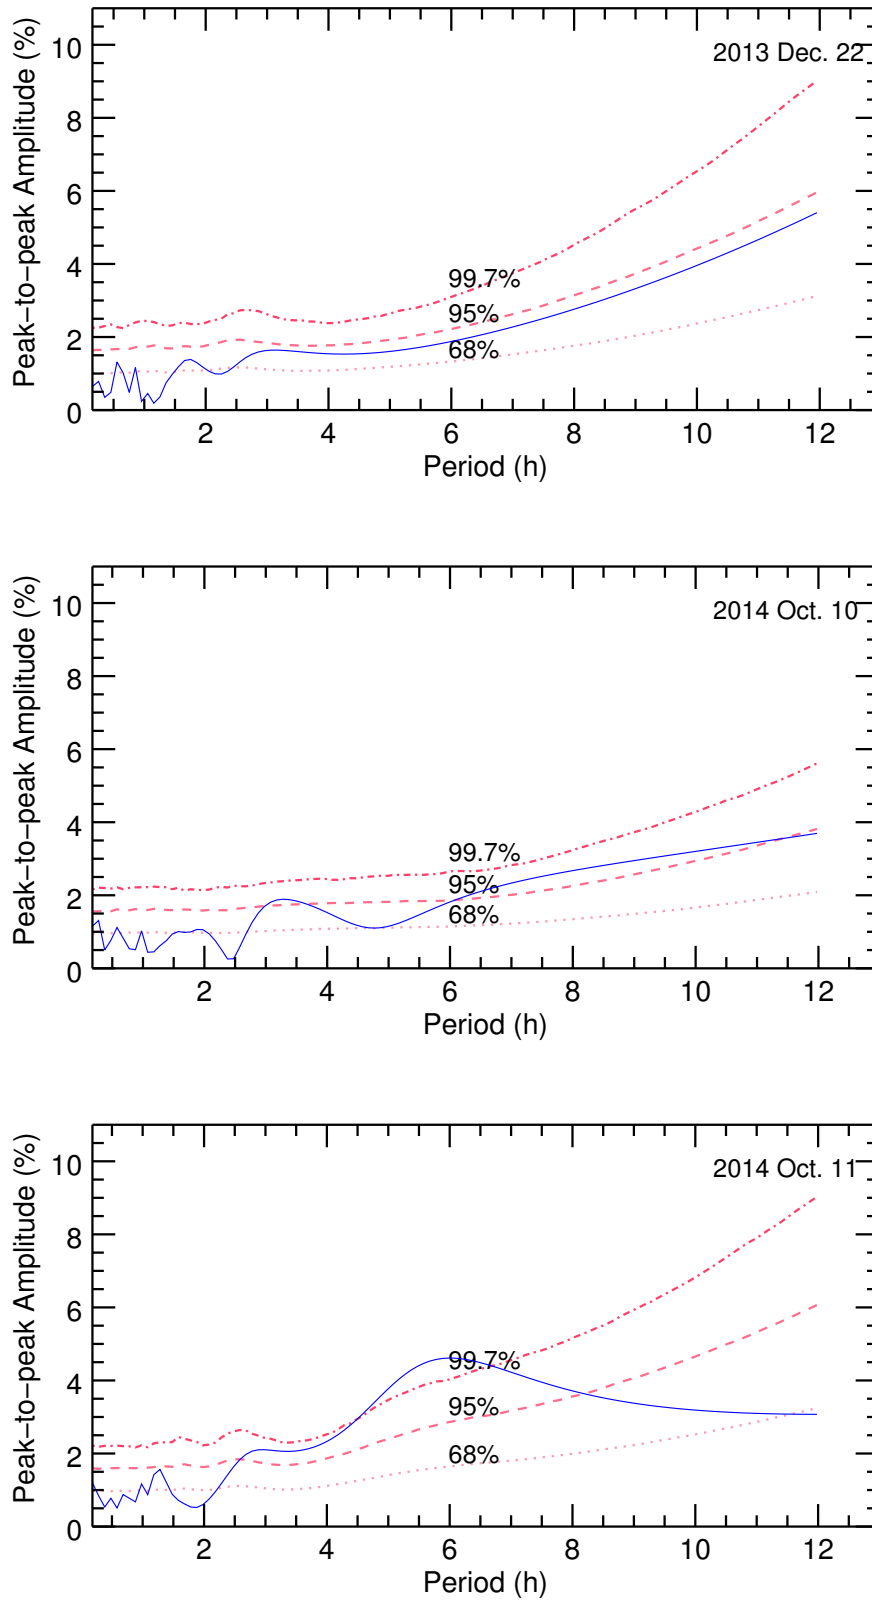 Peak−to−peak Amplitude (%)
10
8
6
4
2
0
2013 Dec. 22
99.7%
95%
68%
2 4 6 8 10 12
Period (h)
Peak−to−peak Amplitude (%)
10
8
6
4
2
0
2014 Oct. 10
99.7%
95%
68%
2 4 6 8 10 12
Period (h)
Peak−to−peak Amplitude (%)
10
8
6
4
2
0
2014 Oct. 11
99.7%
95%
68%
2 4 6 8 10 12
Period (h)